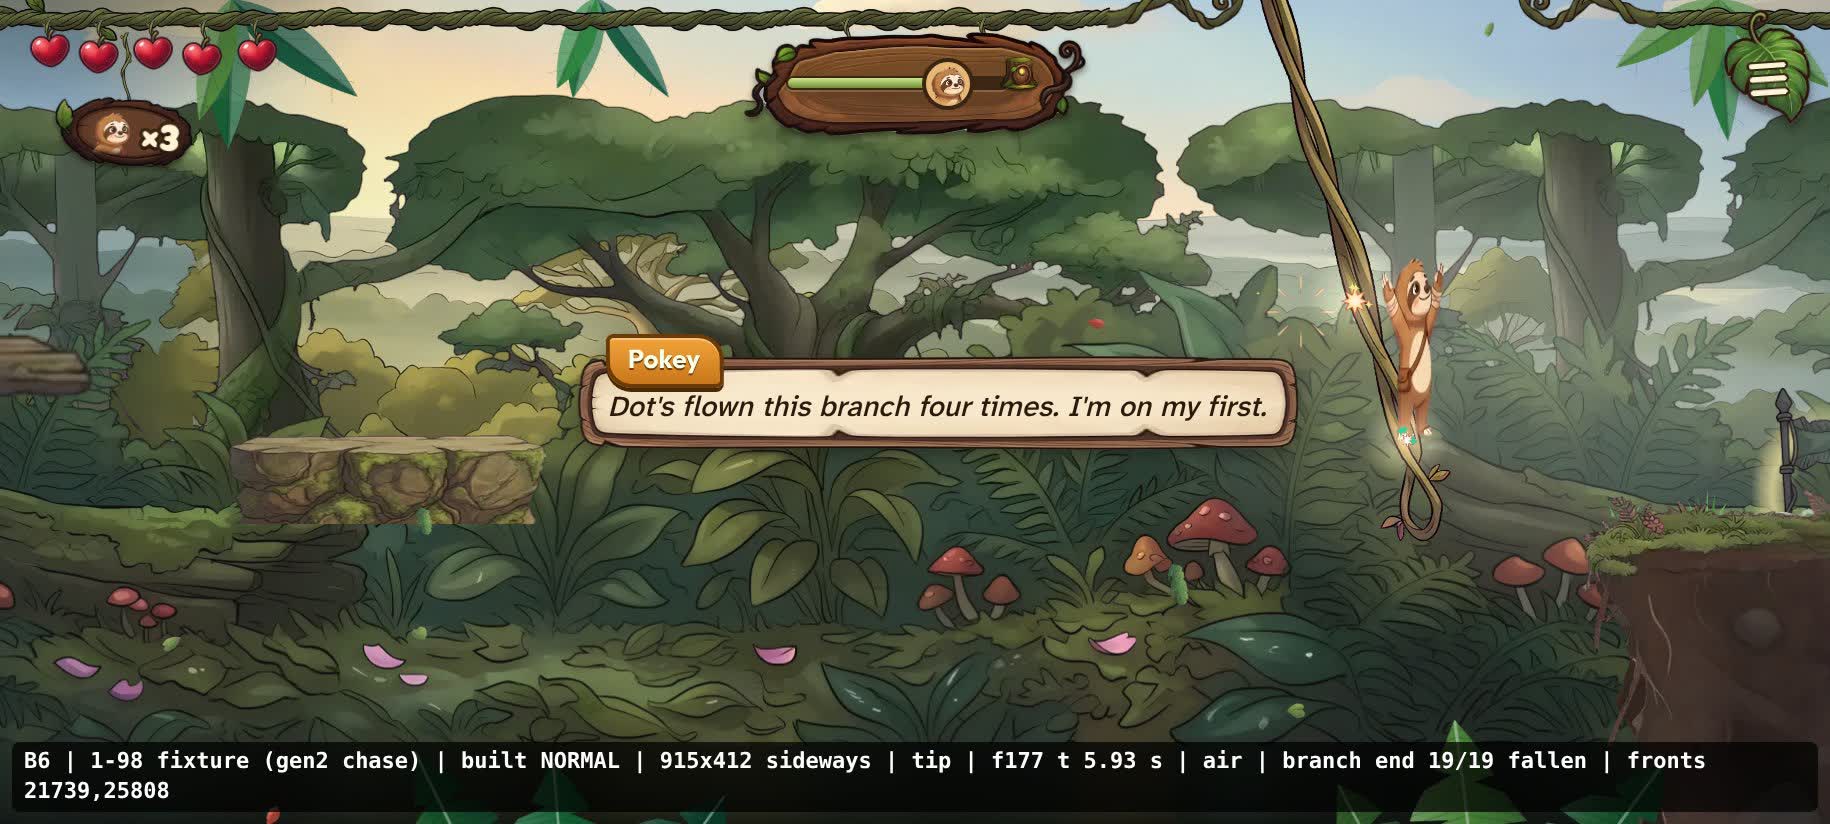 x3
Pokey
Dot's flown this branch four times. I'm on my first.
B6 | 1-98 fixture (gen2 chase) | built NORMAL | 915x412 sideways | tip | f177 t 5.93 s | air | branch end 19/19 fallen | fronts
21739,25808